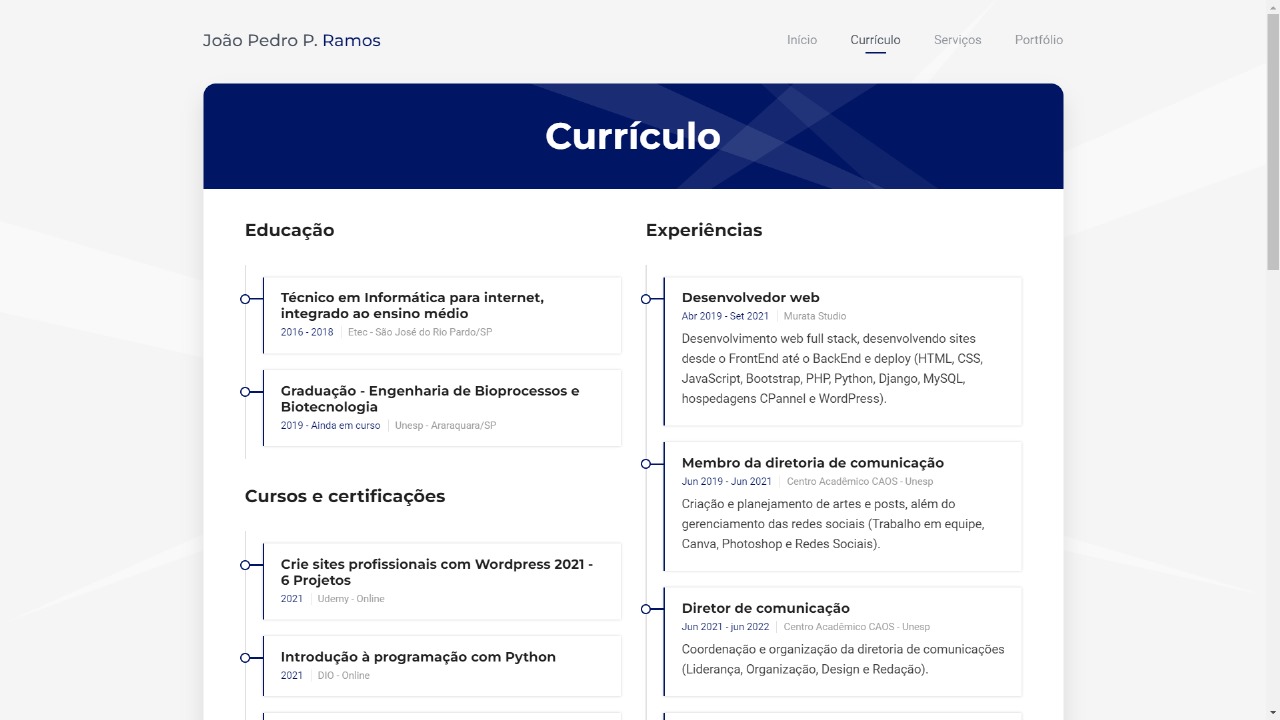 João Pedro P. Ramos
Início
Currículo
Serviços
Portfólio
Currículo
Educação
Técnico em Informática para internet,
integrado ao ensino médio
2016 - 2018
Etec - São José do Rio Pardo/SP
Graduação - Engenharia de Bioprocessos e
Biotecnologia
2019 - Ainda em curso
Unesp - Araraquara/SP
Cursos e certificações
Crie sites profissionais com Wordpress 2021 -
6 Projetos
2021
Udemy - Online
Introdução à programação com Python
2021
DIO - Online
Experiências
Desenvolvedor web
Abr 2019 - Set 2021
Murata Studio
Desenvolvimento web full stack, desenvolvendo sites
desde o FrontEnd até o BackEnd e deploy (HTML, CSS,
JavaScript, Bootstrap, PHP, Python, Django, MySQL,
hospedagens CPannel e WordPress).
Membro da diretoria de comunicação
Jun 2019 - Jun 2021
Centro Acadêmico CAOS - Unesp
Criação e planejamento de artes e posts, além do
gerenciamento das redes sociais (Trabalho em equipe,
Canva, Photoshop e Redes Sociais).
Diretor de comunicação
Jun 2021 - jun 2022
Centro Acadêmico CAOS - Unesp
Coordenação e organização da diretoria de comunicações
(Liderança, Organização, Design e Redação).